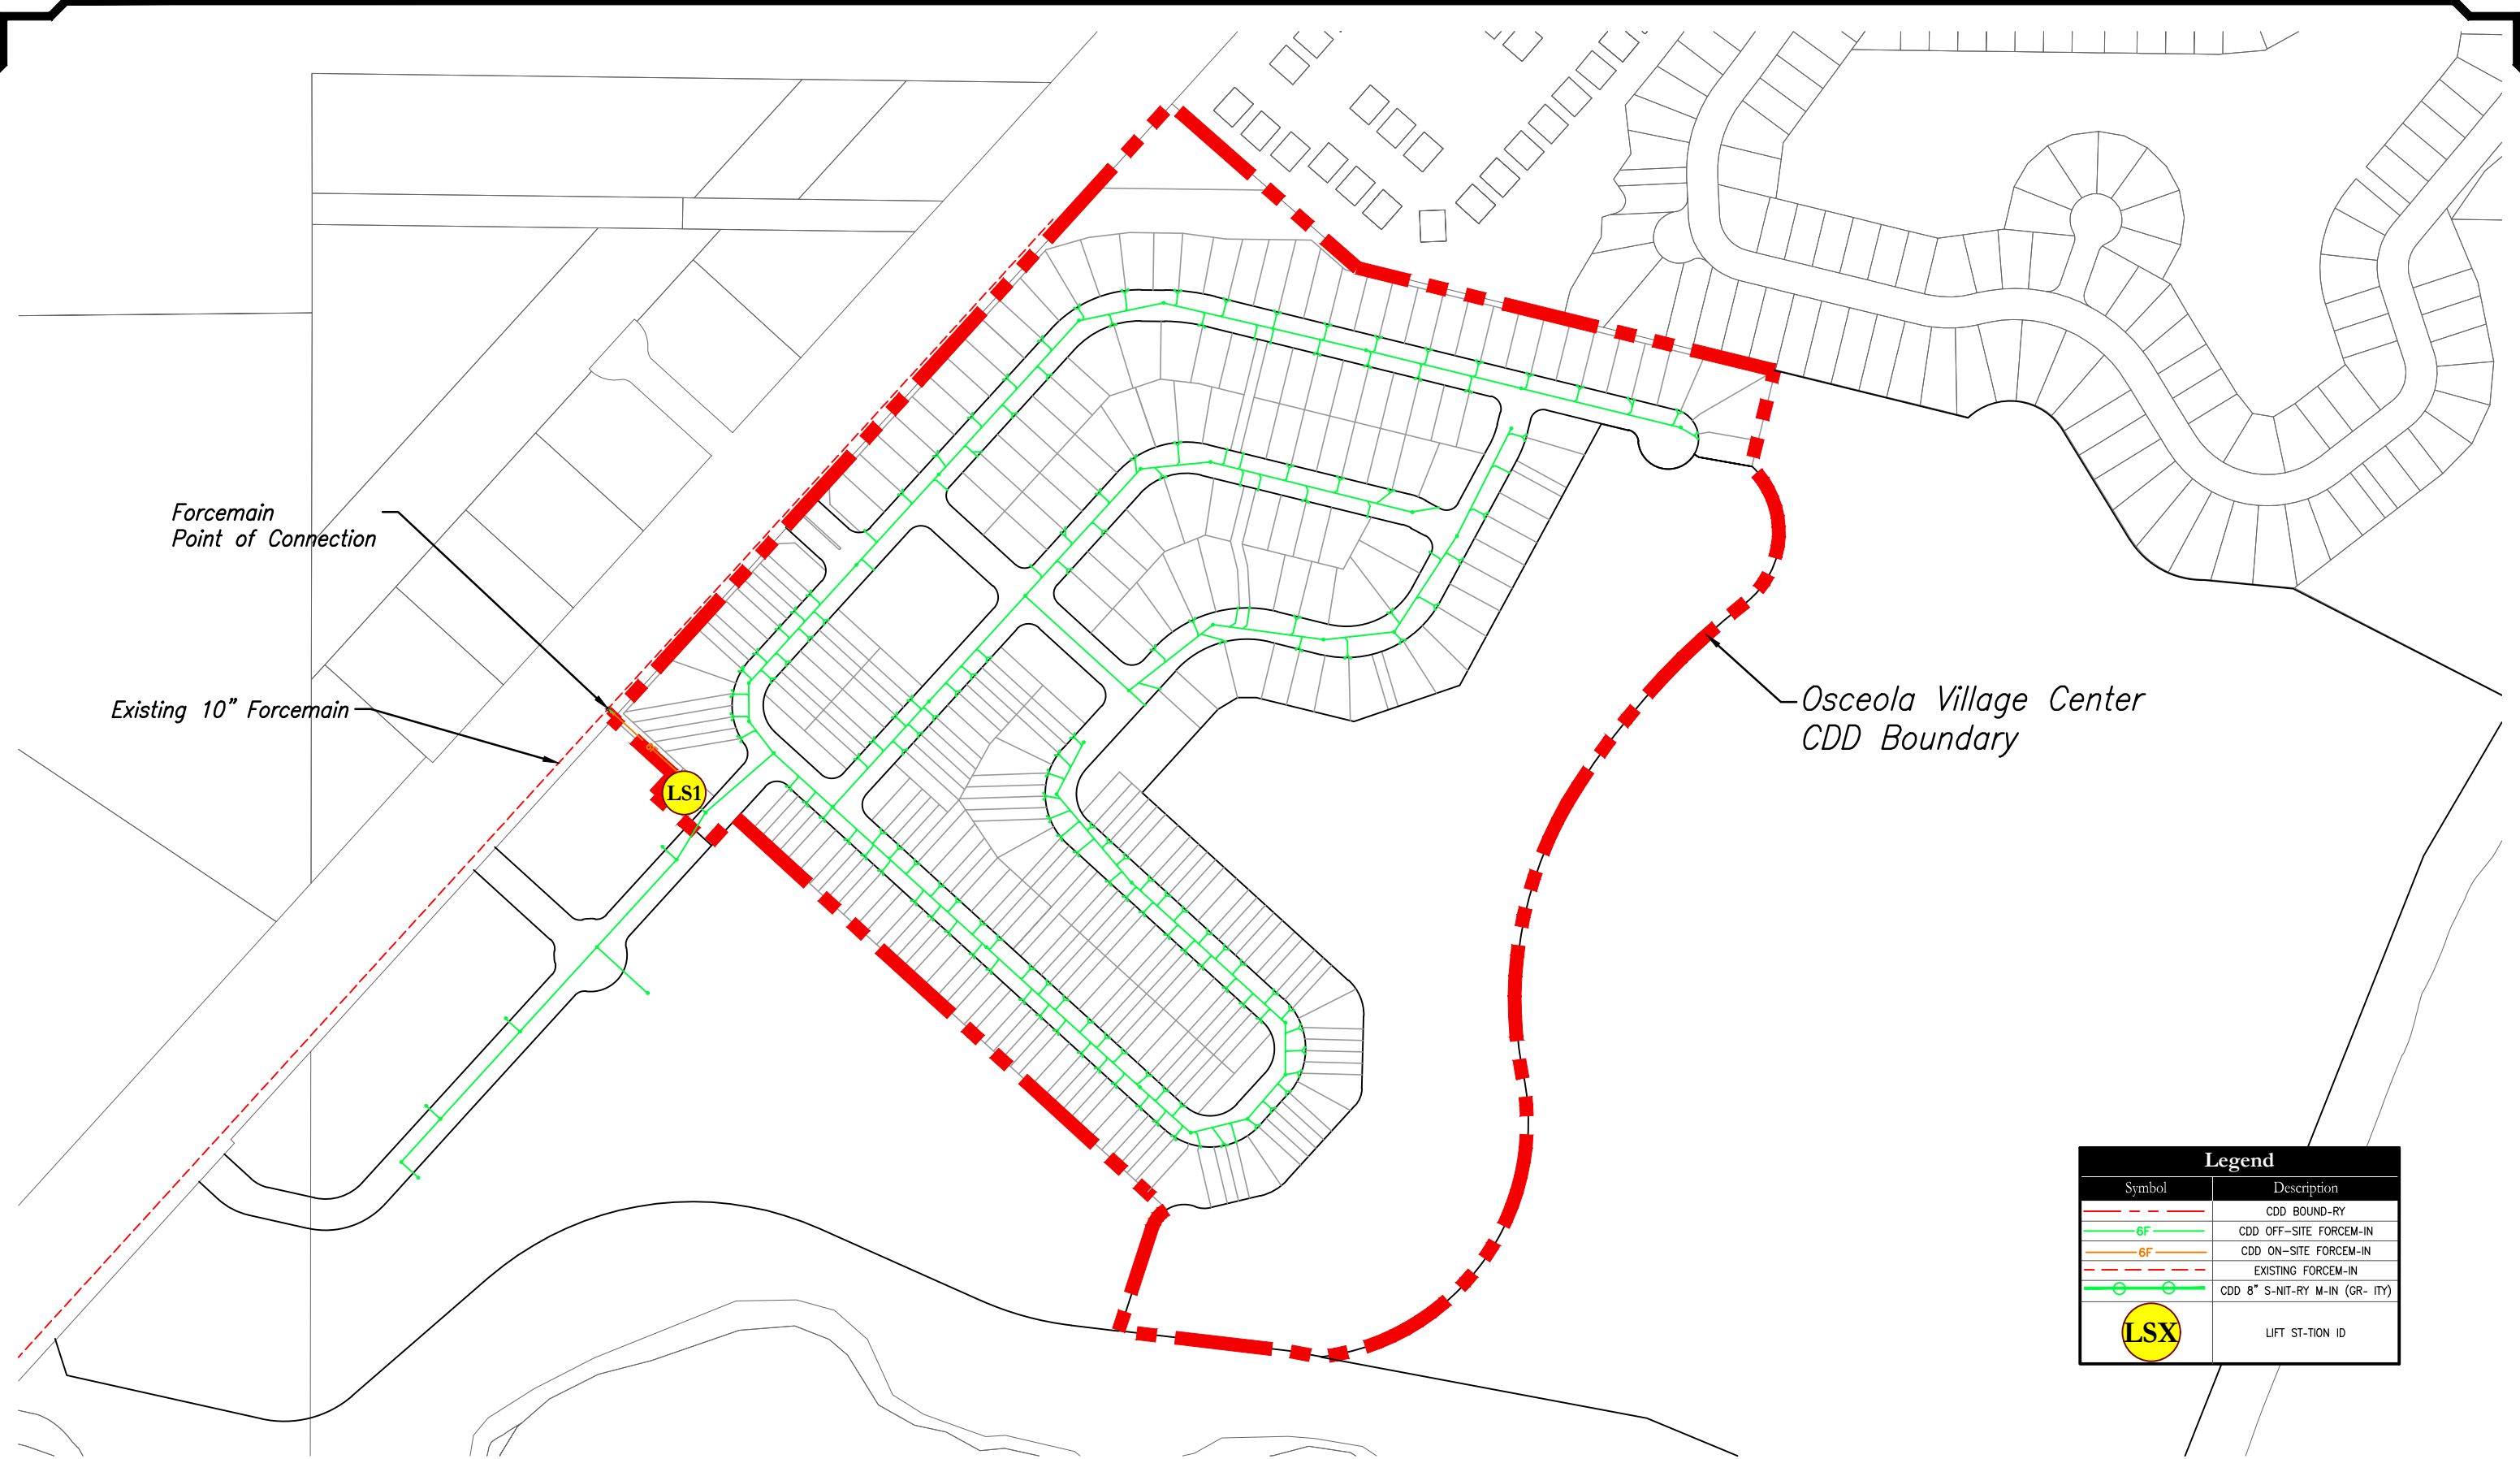 Forcemain
Point of Connection
Existing 10" Forcemain
LS1
Osceola Village Center
CDD Boundary
Legend
Symbol Description
CDD BOUND-RY
6F CDD OFF-SITE FORCEM-IN
6F CDD ON-SITE FORCEM-IN
EXISTING FORCEM-IN
CDD 8" S-NIT-RY M-IN (GR- ITY)
LSX LIFT ST-TION ID